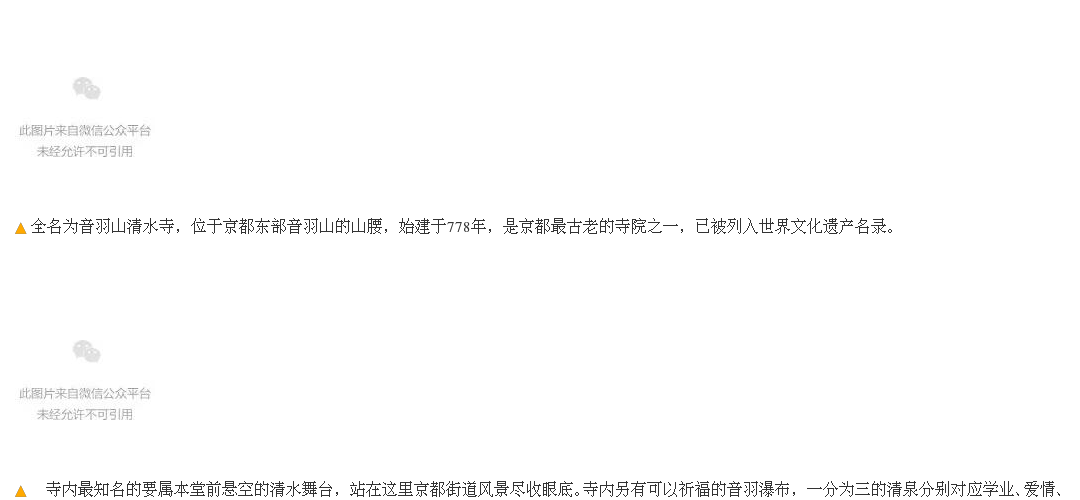 此图片来自微信公众平台
未经允许不可引用
▲全名为音羽山清水寺，位于京都东部音羽山的山腰，始建于778年，是京都最古老的寺院之一，已被列入世界文化遗产名录。
此图片来自微信公众平台
未经允许不可引用
▲ 寺内最知名的要属本堂前悬空的清水舞台，站在这里京都街道风景尽收眼底。寺内另有可以祈福的音羽瀑布，一分为三的清泉分别对应学业、爱情、